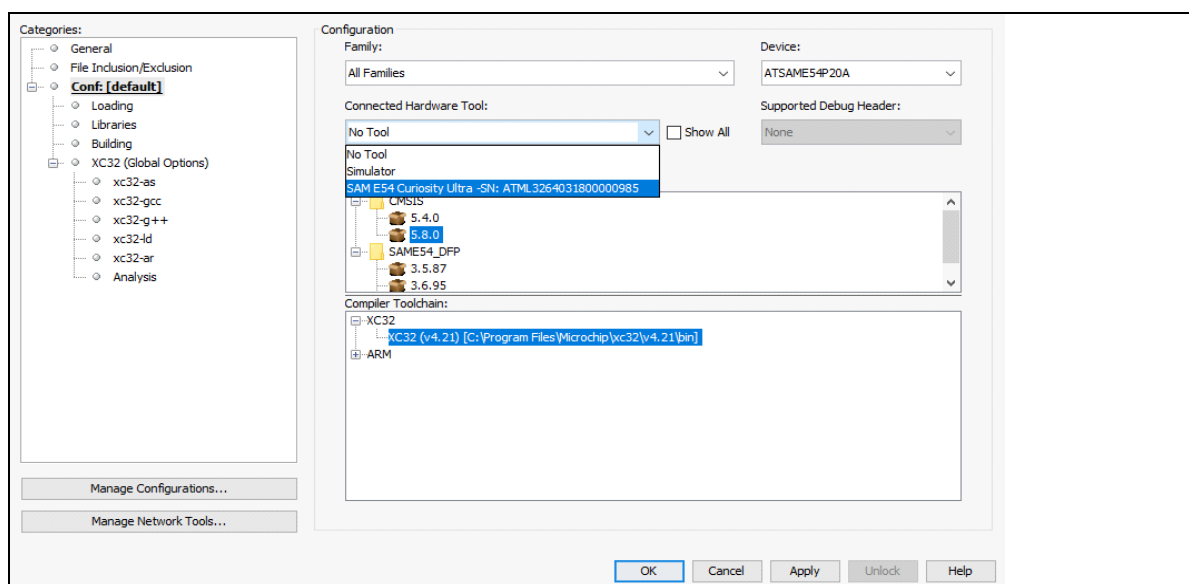 Categories:
General
File Inclusion/Exclusion
Conf: [default]
Loading
Libraries
Building
XC32 (Global Options)
xc32-as
xc32-gcc
xc32-g++
xc32-ld
xc32-ar
Analysis
Manage Configurations...
Manage Network Tools...
Configuration
Family:
All Families
Device:
ATSAME54P20A
Connected Hardware Tool:
No Tool
Show All
Supported Debug Header:
None
No Tool
Simulator
SAM E54 Curiosity Ultra -SN: ATML3264031800000985
CMSIS
5.4.0
5.8.0
SAME54_DFP
3.5.87
3.6.95
Compiler Toolchain:
XC32
XC32 (v4.21) [C:\Program Files\Microchip\xc32\v4.21\bin]
ARM
OK
Cancel
Apply
Unlock
Help